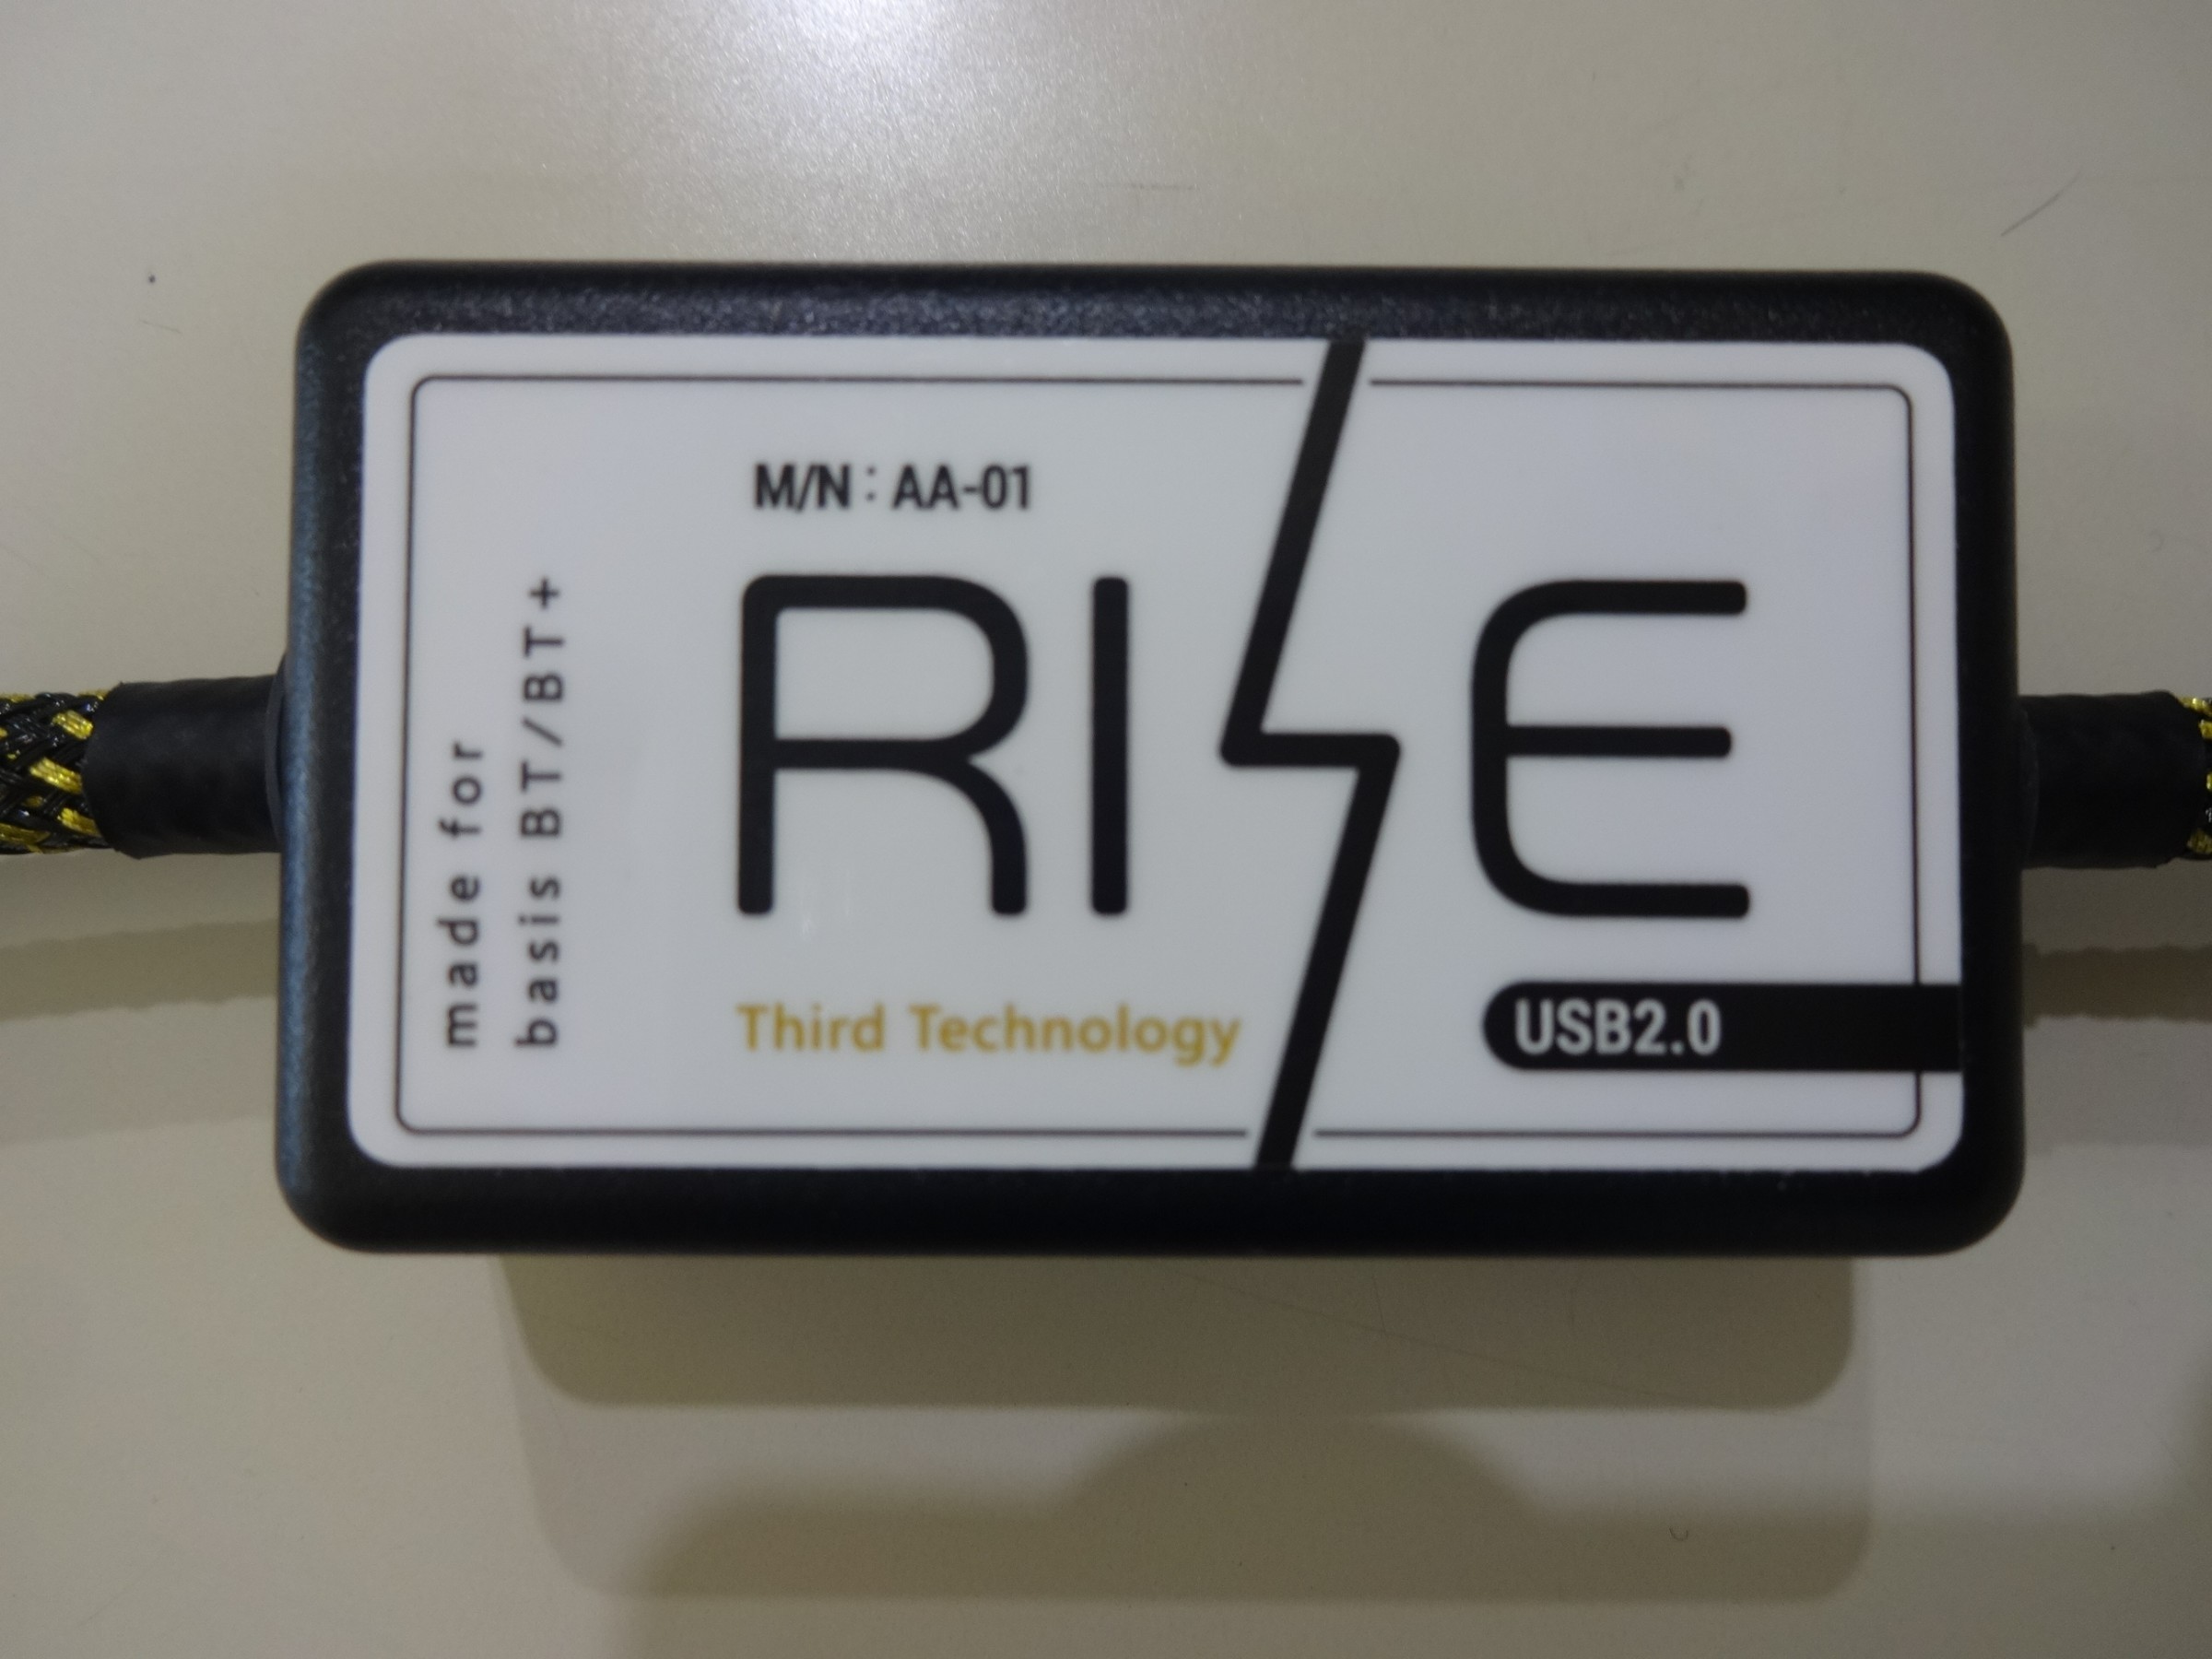 made for
basis BT/BT+
M/N: AA-01
RISE
Third Technology
USB2.0